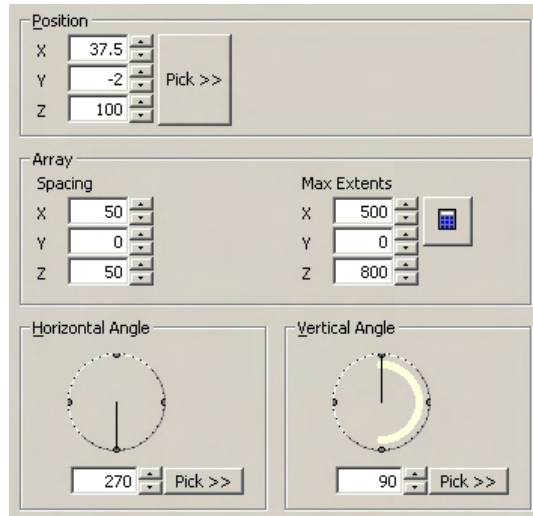 Position
X 37.5
Y -2 Pick >>
Z 100
Array
Spacing Max Extents
X 50 X 500
Y 0 Y 0
Z 50 Z 800
Horizontal Angle Vertical Angle
270 Pick >> 90 Pick >>